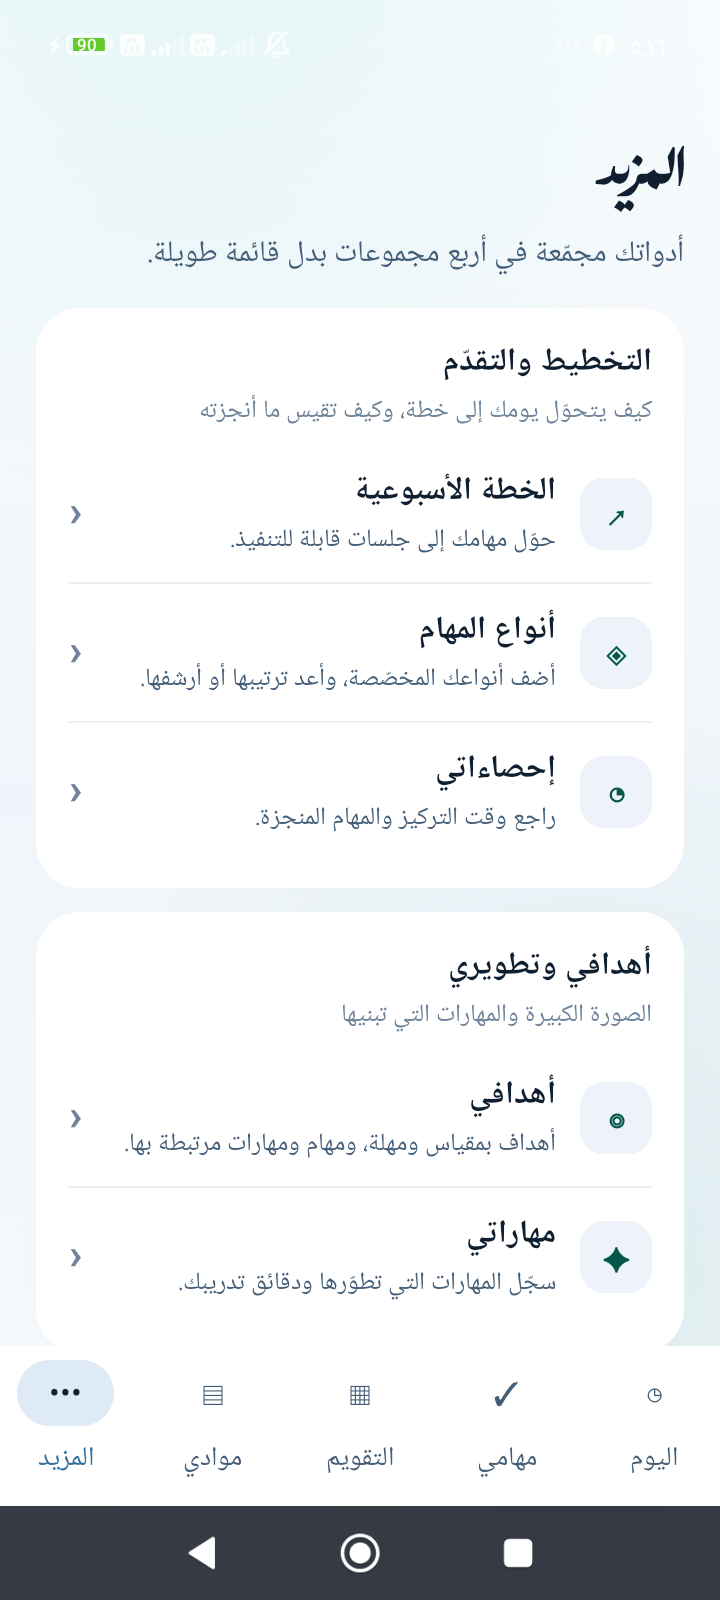 90
٥:١٦
المزيد
أدواتك مجمّعة في أربع مجموعات بدل قائمة طويلة.
التخطيط والتقدّم
كيف يتحوّل يومك إلى خطة، وكيف تقيس ما أنجزته
الخطة الأسبوعية
حوّل مهامك إلى جلسات قابلة للتنفيذ.
أنواع المهام
أضف أنواعك المخصّصة، وأعد ترتيبها أو أرشفها.
إحصاءاتي
راجع وقت التركيز والمهام المنجزة.
أهدافي وتطويري
الصورة الكبيرة والمهارات التي تبنيها
أهدافي
أهداف بمقياس ومهلة، ومهام ومهارات مرتبطة بها.
مهاراتي
سجّل المهارات التي تطوّرها ودقائق تدريبك.
اليوم
مهامي
التقويم
موادي
المزيد